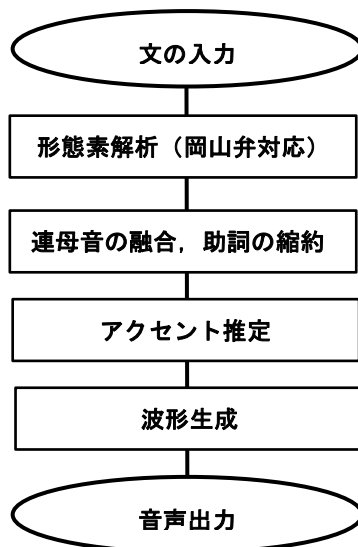 文の入力
形態素解析（岡山弁対応）
連母音の融合，助詞の縮約
アクセント推定
波形生成
音声出力